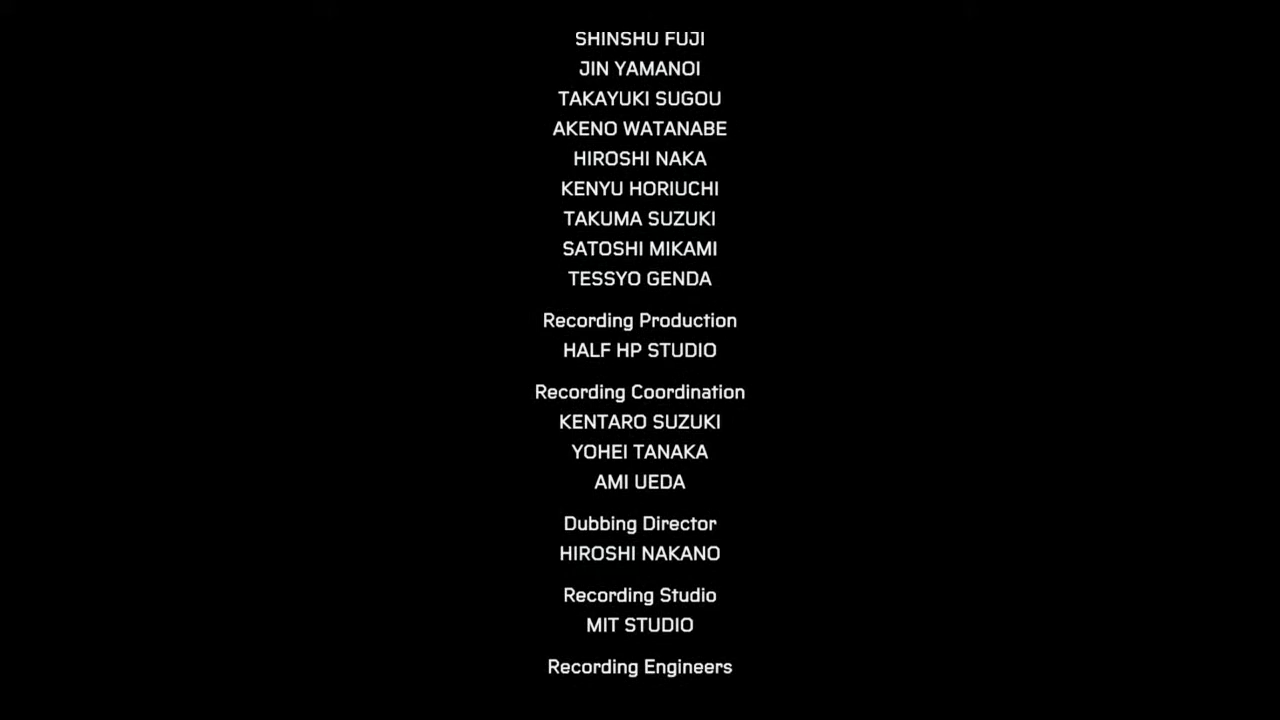 SHINSHU FUJI
JIN YAMANOI
TAKAYUKI SUGOU
AKENO WATANABE
HIROSHI NAKA
KENYU HORIUCHI
TAKUMA SUZUKI
SATOSHI MIKAMI
TESSYO GENDA
Recording Production
HALF HP STUDIO
Recording Coordination
KENTARO SUZUKI
YOHEI TANAKA
AMI UEDA
Dubbing Director
HIROSHI NAKANO
Recording Studio
MIT STUDIO
Recording Engineers